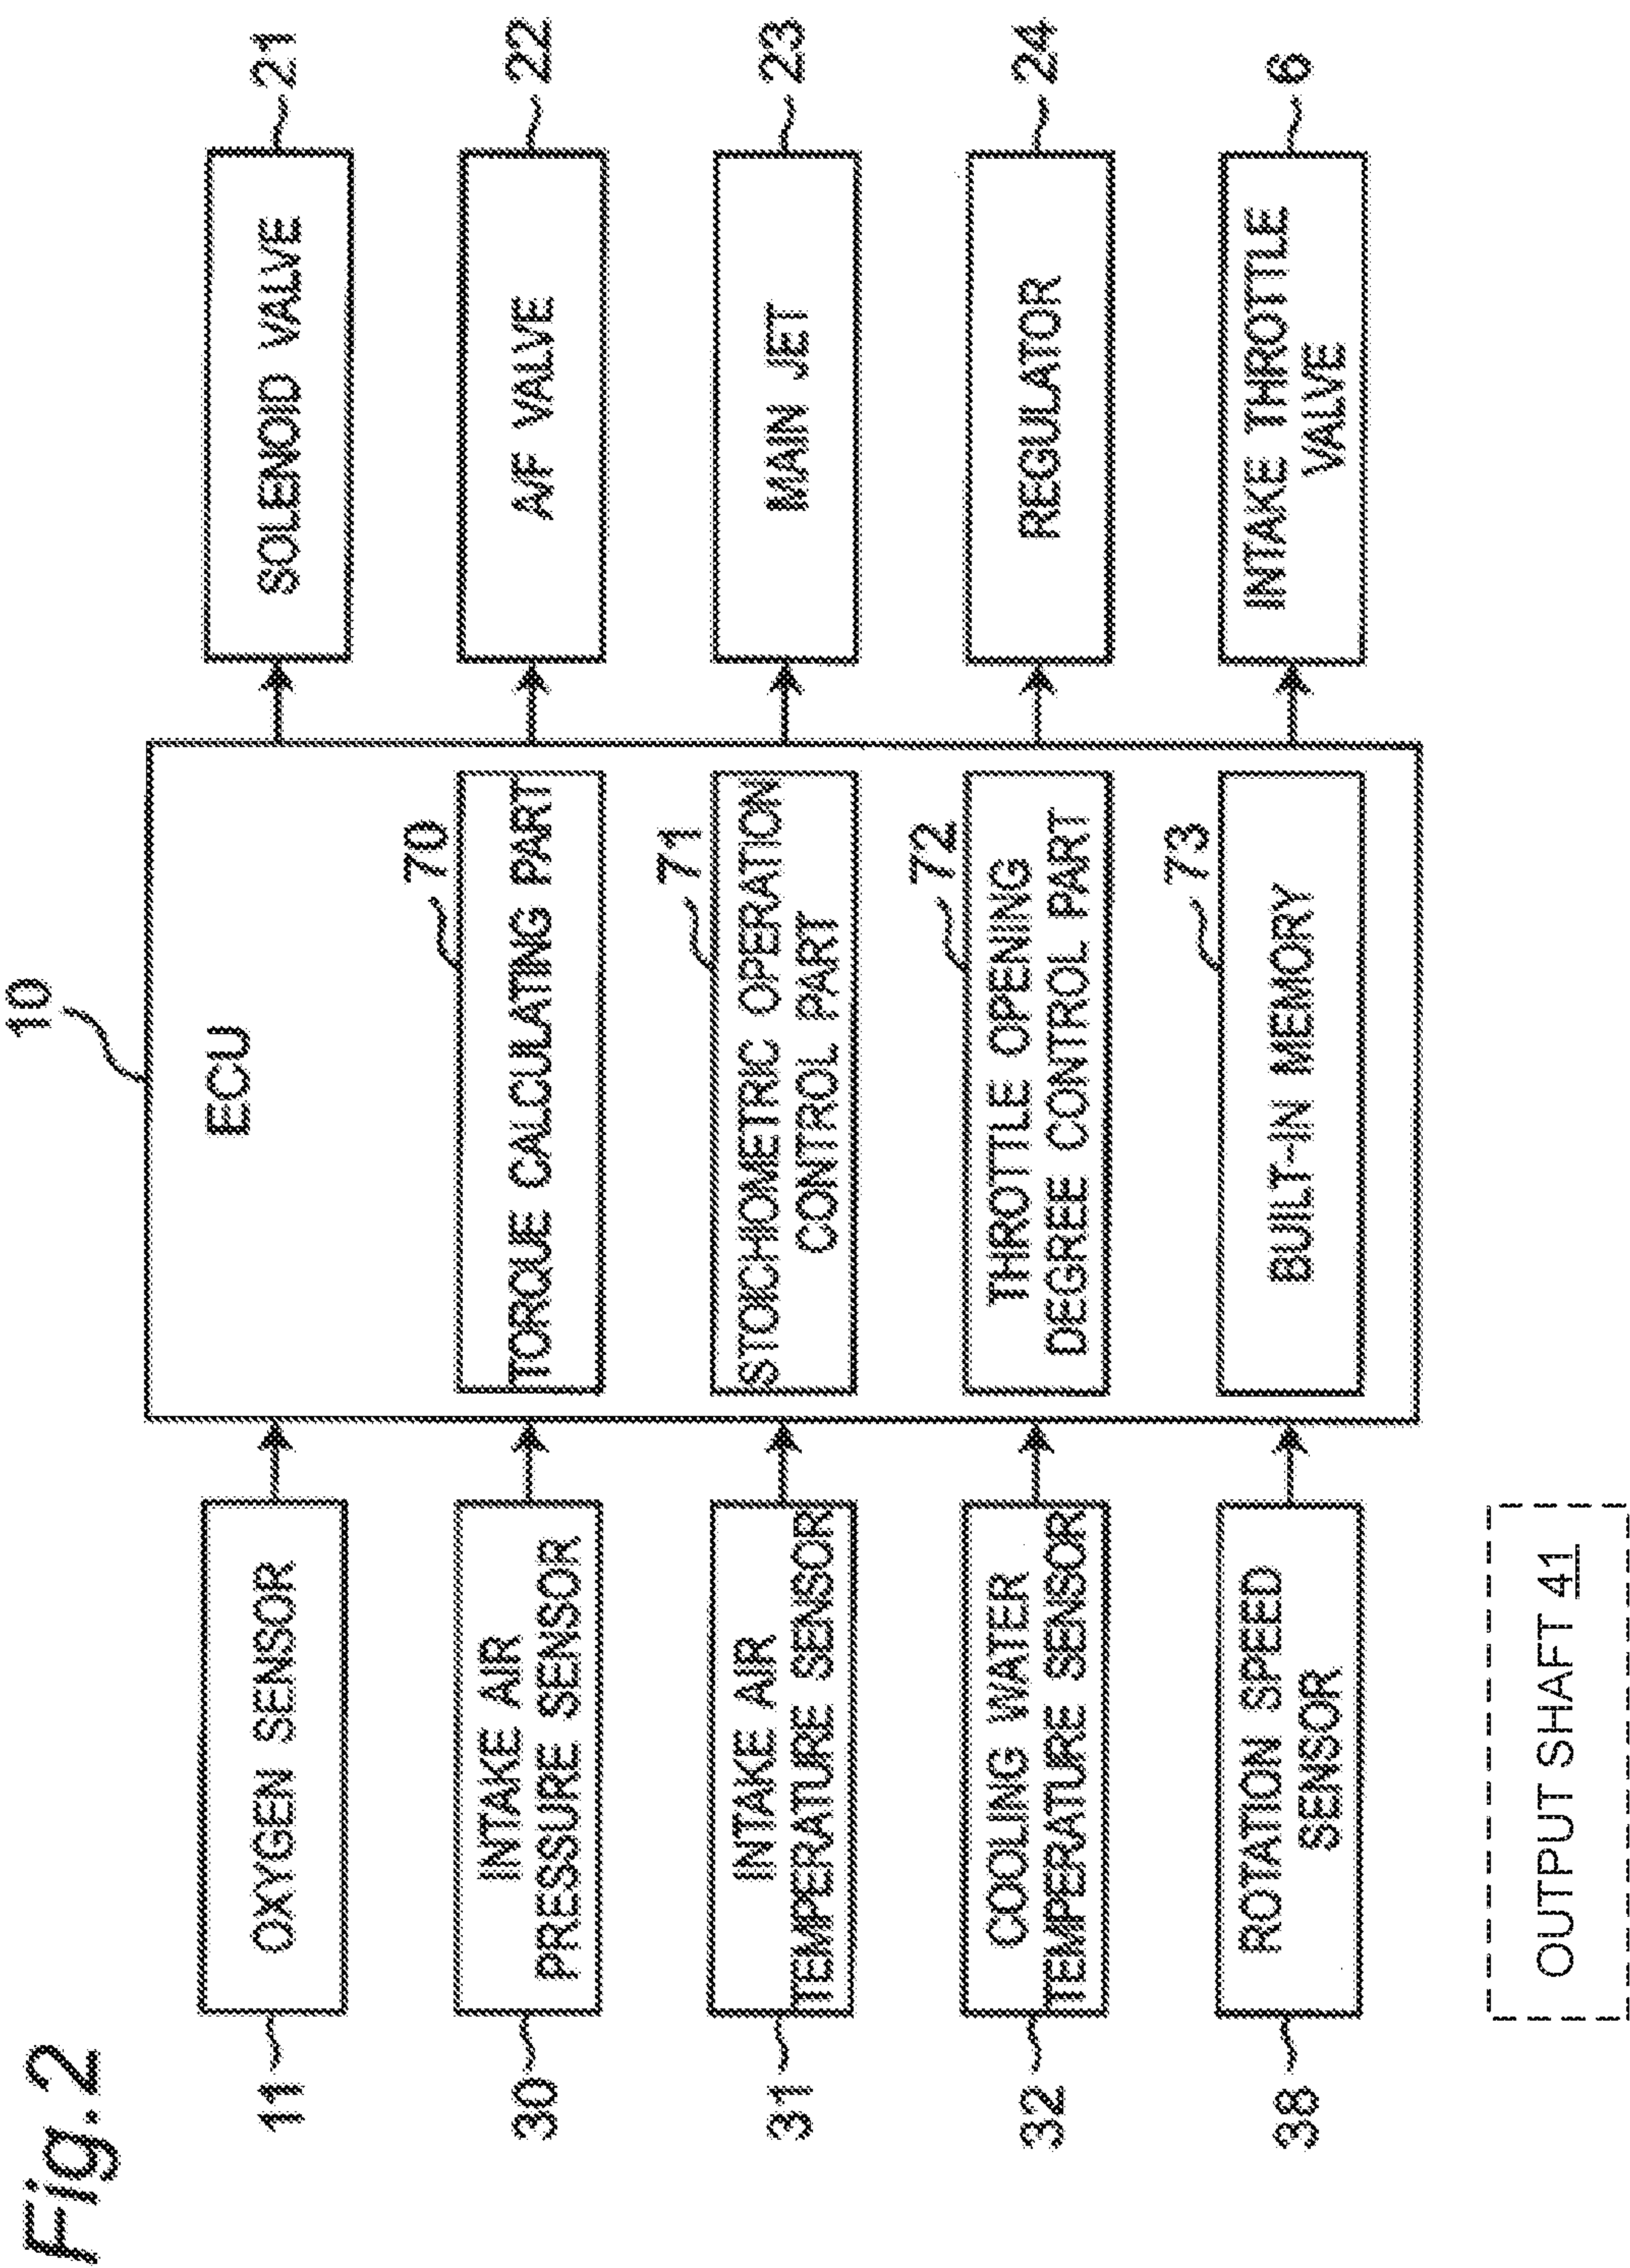 Fig.2
10
ECU
11
OXYGEN SENSOR
30
INTAKE AIR
PRESSURE SENSOR
31
INTAKE AIR
TEMPERATURE SENSOR
32
COOLING WATER
TEMPERATURE SENSOR
38
ROTATION SPEED
SENSOR
OUTPUT SHAFT 41
70
TORQUE CALCULATING PART
71
STOICHIOMETRIC OPERATION
CONTROL PART
72
THROTTLE OPENING
DEGREE CONTROL PART
73
BUILT-IN MEMORY
SOLENOID VALVE
21
A/F VALVE
22
MAIN JET
23
REGULATOR
24
INTAKE THROTTLE
VALVE
6